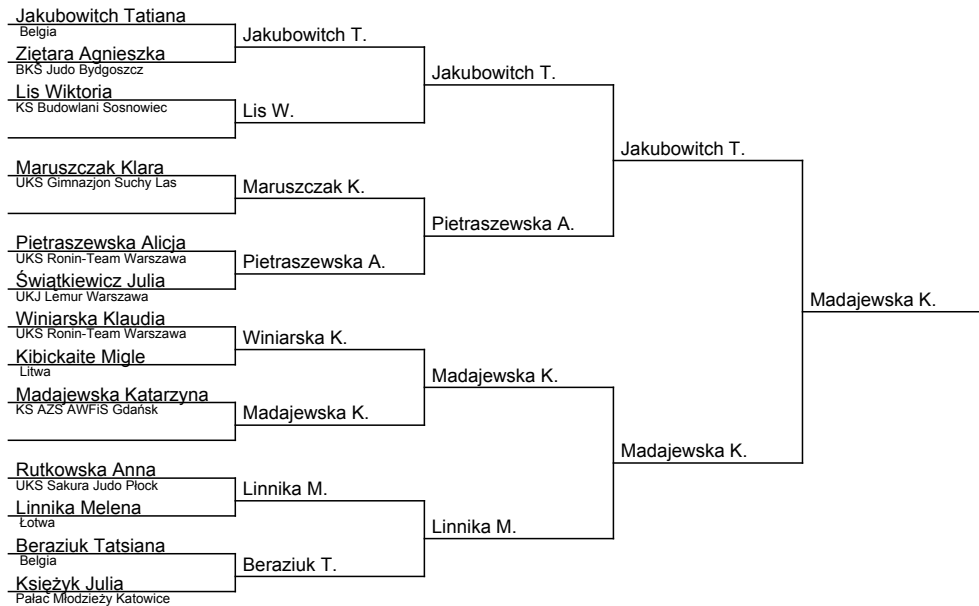 Jakubowitch Tatiana
Belgia
Ziętara Agnieszka
BKS Judo Bydgoszcz
Lis Wiktoria
KS Budowlani Sosnowiec
Maruszczak Klara
UKS Gimnazjon Suchy Las
Pietraszewska Alicja
UKS Ronin-Team Warszawa
Świątkiewicz Julia
UKJ Lemur Warszawa
Winiarska Klaudia
UKS Ronin-Team Warszawa
Kibickaite Migle
Litwa
Madajewska Katarzyna
KS AZS AWFiS Gdańsk
Rutkowska Anna
UKS Sakura Judo Płock
Linnika Melena
Łotwa
Beraziuk Tatsiana
Belgia
Księżyk Julia
Pałac Młodzieży Katowice
Jakubowitch T.
Lis W.
Maruszczak K.
Pietraszewska A.
Winiarska K.
Madajewska K.
Linnika M.
Beraziuk T.
Jakubowitch T.
Pietraszewska A.
Madajewska K.
Linnika M.
Jakubowitch T.
Madajewska K.
Madajewska K.